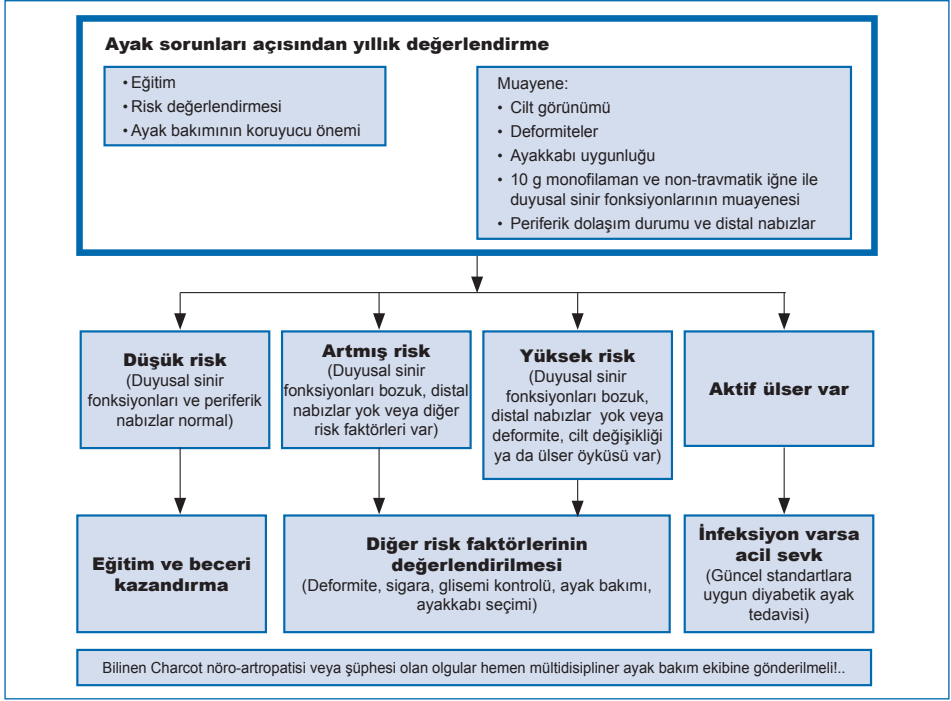 Ayak sorunları açısından yıllık değerlendirme
• Eğitim
• Risk değerlendirmesi
• Ayak bakımının koruyucu önemi
Muayene:
• Cilt görünümü
• Deformiteler
• Ayakkabı uygunluğu
• 10 g monofilaman ve non-travmatik iğne ile
duyusal sinir fonksiyonlarının muayenesi
• Periferik dolaşım durumu ve distal nabızlar
Düşük risk
(Duyusal sinir
fonksiyonları ve periferik
nabızlar normal)
Artmış risk
(Duyusal sinir
fonksiyonları bozuk, distal
nabızlar yok veya diğer
risk faktörleri var)
Yüksek risk
(Duyusal sinir
fonksiyonları bozuk,
distal nabızlar yok veya
deformite, cilt değişikliği
ya da ülser öyküsü var)
Aktif ülser var
Eğitim ve beceri
kazandırma
Diğer risk faktörlerinin
değerlendirilmesi
(Deformite, sigara, glisemi kontrolü, ayak bakımı,
ayakkabı seçimi)
İnfeksiyon varsa
acil sevk
(Güncel standartlara
uygun diyabetik ayak
tedavisi)
Bilinen Charcot nöro-artropatisi veya şüphesi olan olgular hemen mültidisipliner ayak bakım ekibine gönderilmeli!..